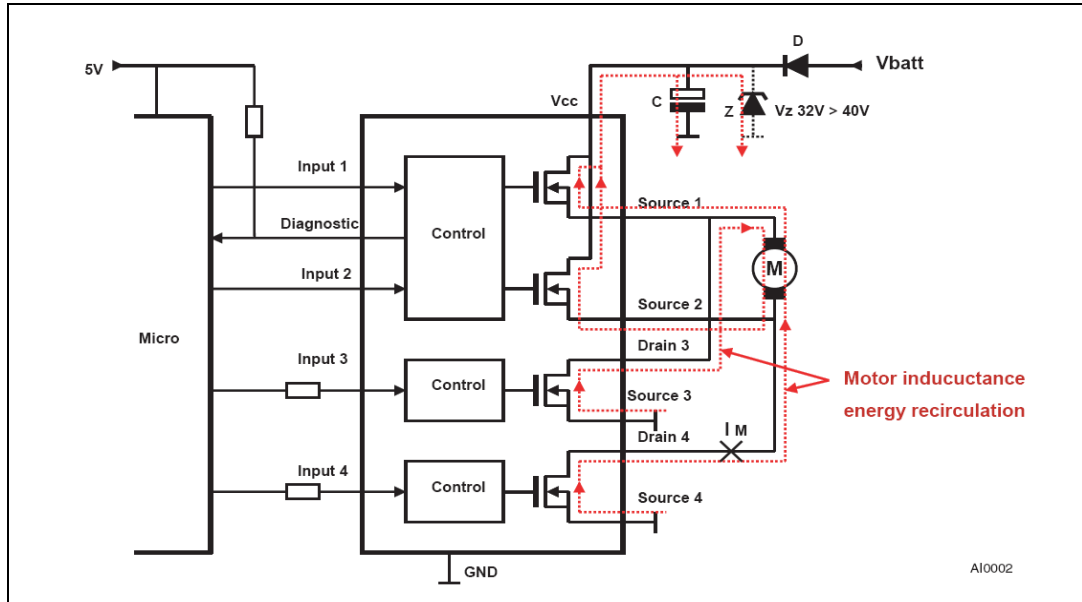 D
Vbatt
5V
Vcc
C
Z
Vz 32V > 40V
Input 1
Source 1
Diagnostic
Control
M
Input 2
Source 2
Micro
Drain 3
Input 3
Control
Source 3
Motor inducuctance
energy recirculation
Drain 4
I M
Input 4
Control
Source 4
GND
AI0002